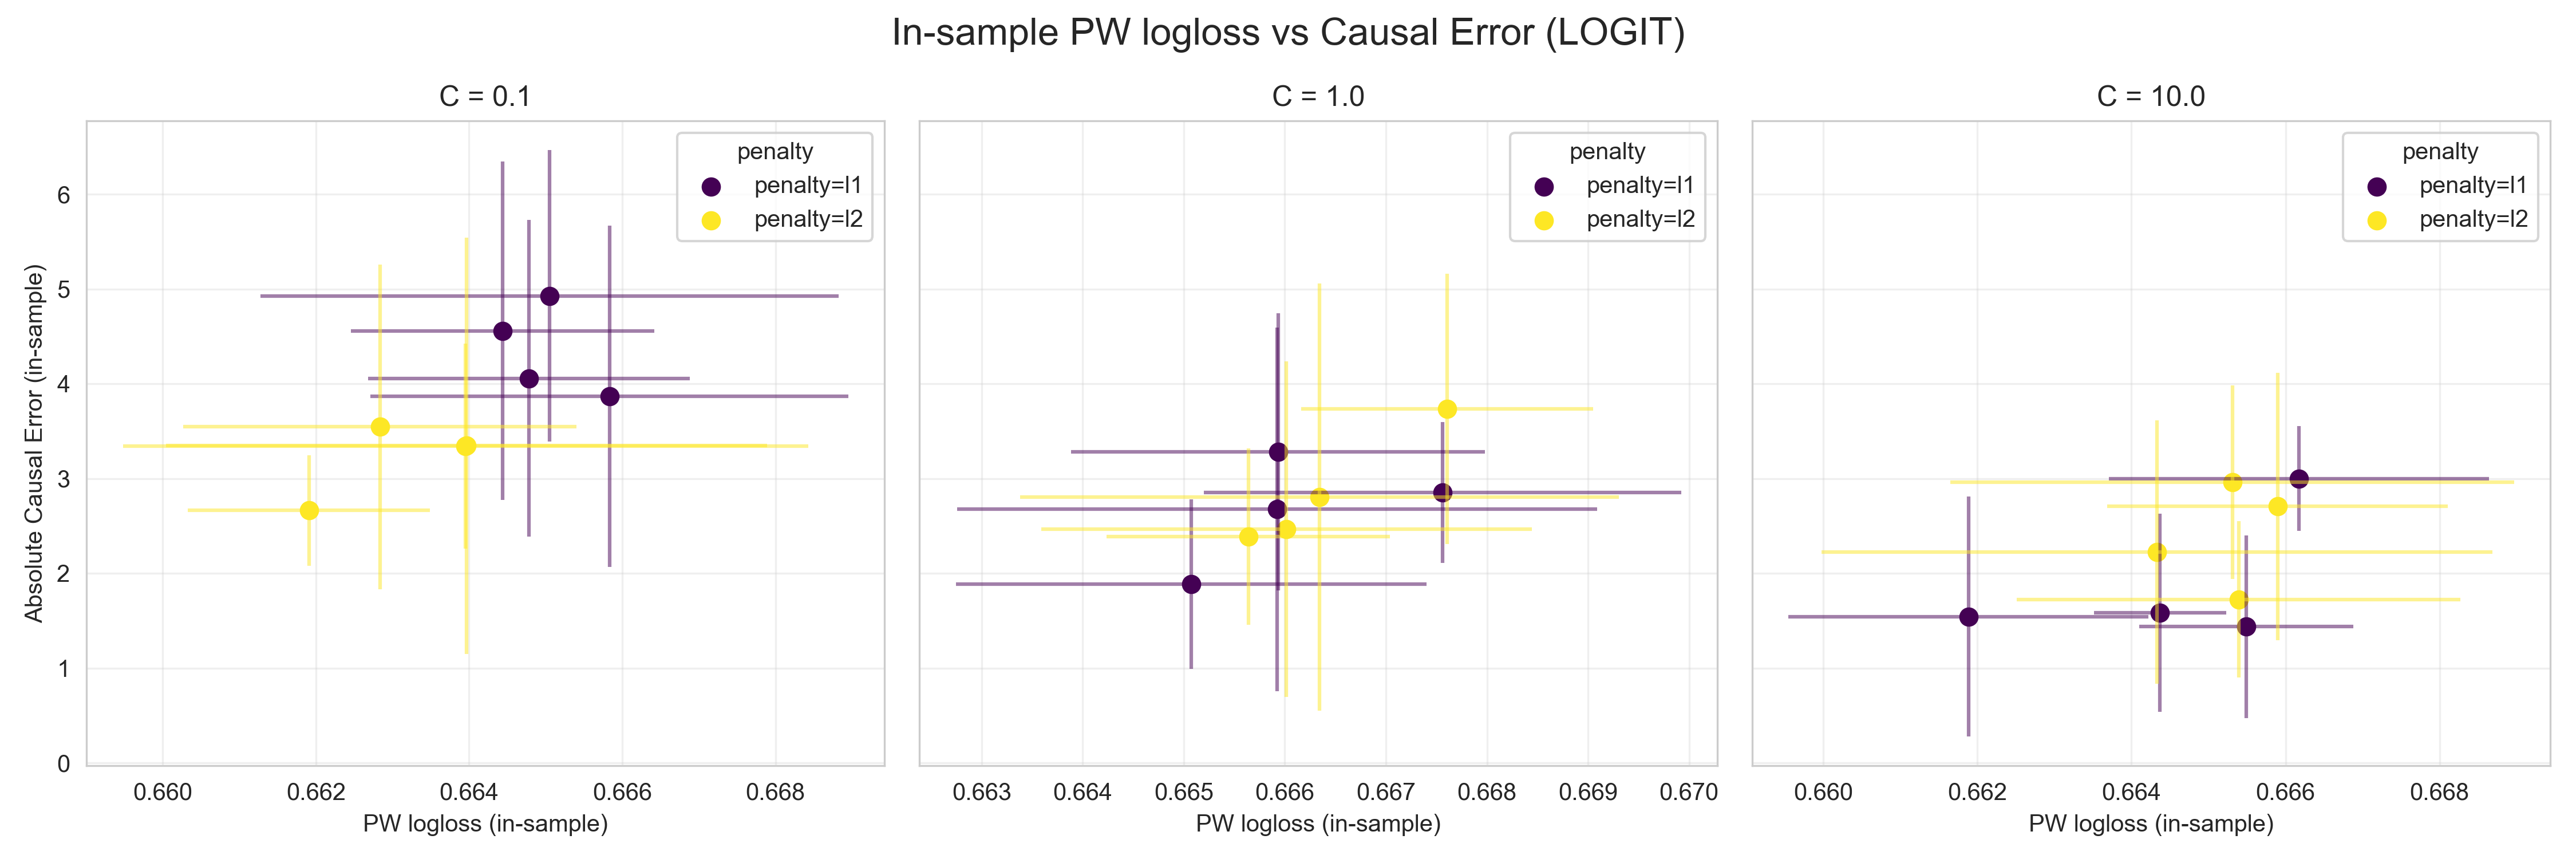 In-sample PW logloss vs Causal Error (LOGIT)
C = 0.1
penalty
penalty=l1
penalty=l2
Absolute Causal Error (in-sample)
6
5
4
3
2
1
0
0.660
0.662
0.664
0.666
0.668
PW logloss (in-sample)
C = 1.0
penalty
penalty=l1
penalty=l2
0.663
0.664
0.665
0.666
0.667
0.668
0.669
0.670
PW logloss (in-sample)
C = 10.0
penalty
penalty=l1
penalty=l2
0.660
0.662
0.664
0.666
0.668
PW logloss (in-sample)